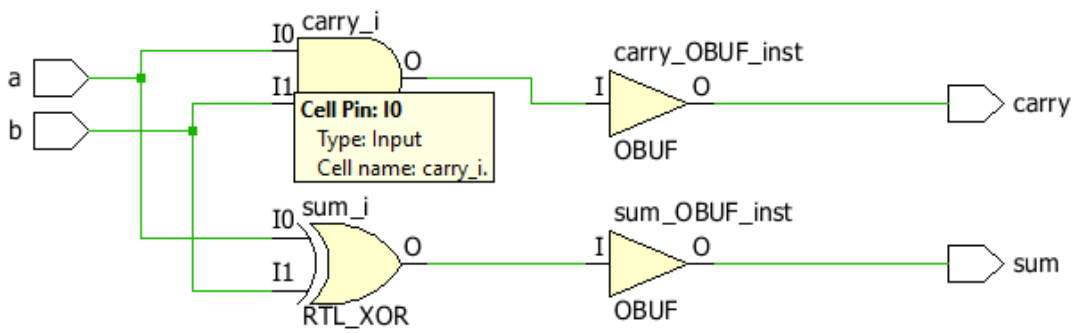 carry_i
I0
a
I1
O
Cell Pin: I0
Type: Input
Cell name: carry_i.
carry_OBUF_inst
I
O
OBUF
carry
b
sum_i
I0
I1
O
RTL_XOR
sum_OBUF_inst
I
O
OBUF
sum